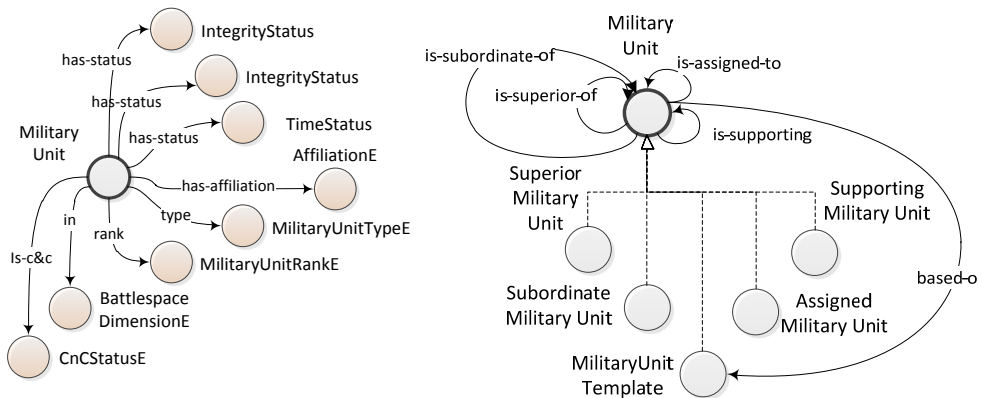 IntegrityStatus
has-status
IntegrityStatus
has-status
TimeStatus
has-status
Military
Unit
AffiliationE
has-affiliation
type
MilitaryUnitTypeE
in
rank
MilitaryUnitRankE
Is-c&c
Battlespace
DimensionE
CnCStatusE
Military
Unit
is-subordinate-of
is-assigned-to
is-superior-of
is-supporting
Superior
Military
Unit
Supporting
Military Unit
Subordinate
Military Unit
Assigned
Military Unit
based-o
MilitaryUnit
Template